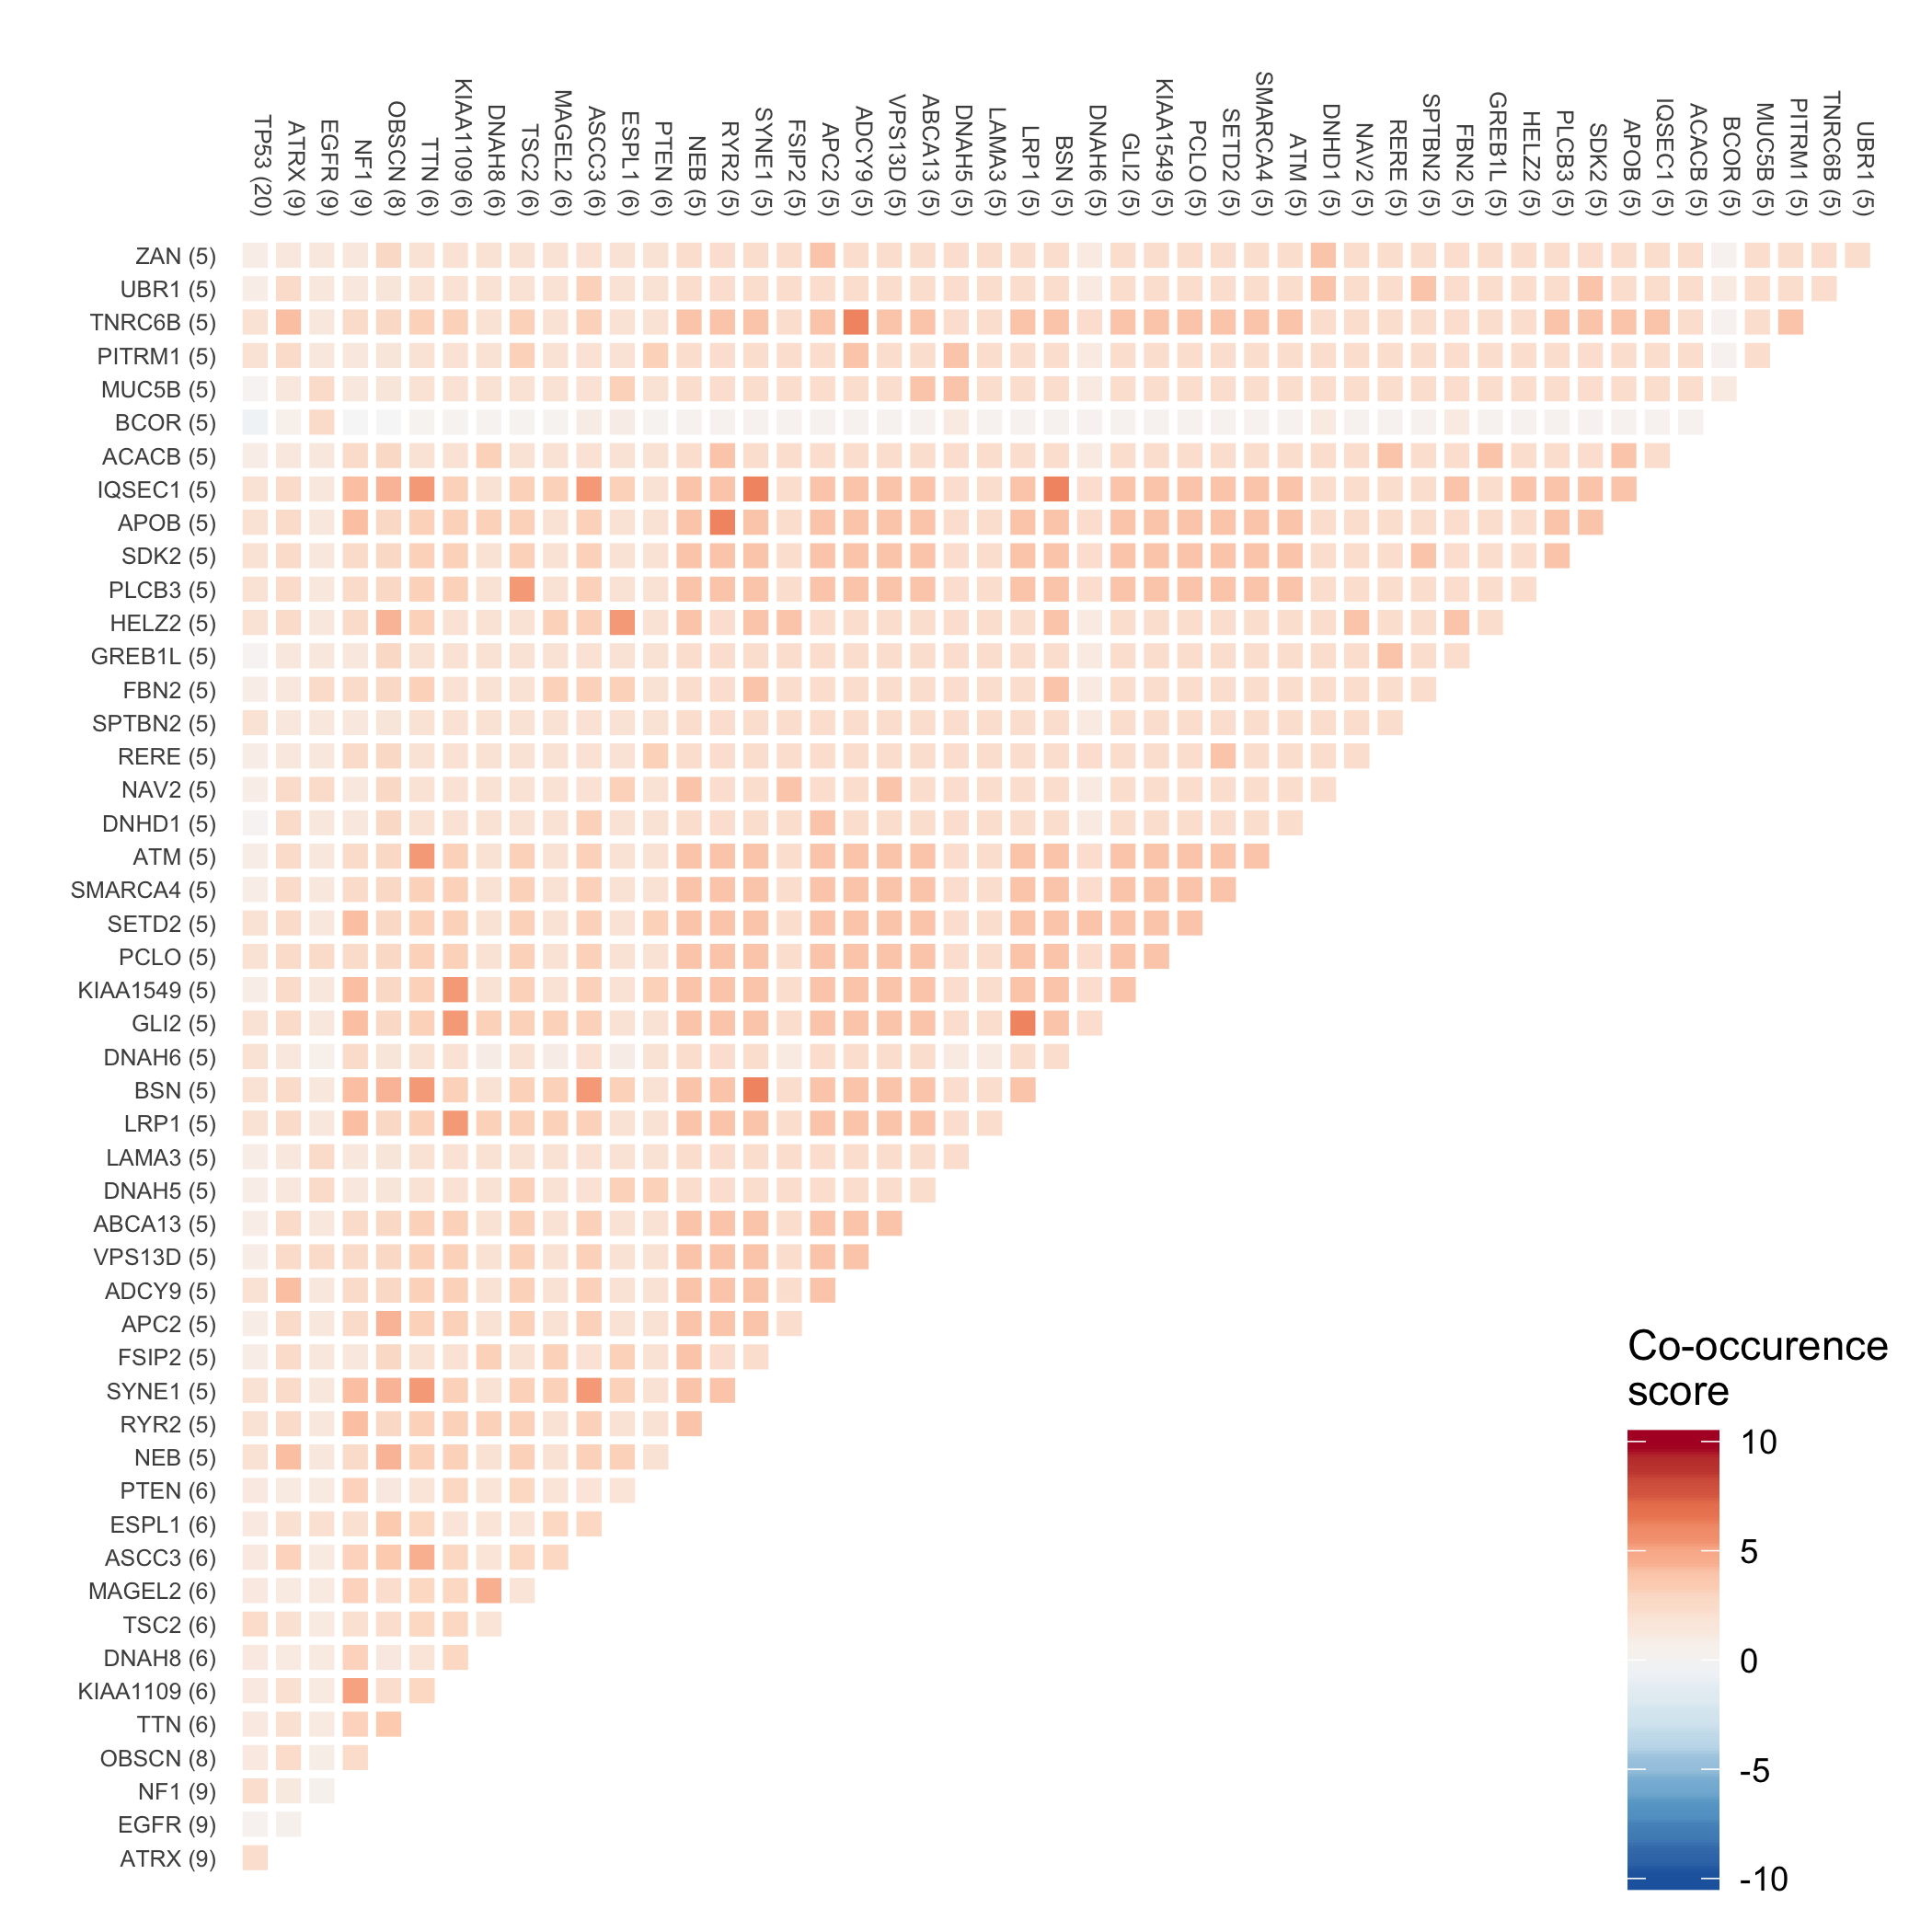 TP53 (20)
ATRX (9)
EGFR (9)
NF1 (9)
OBSCN (8)
TTN (6)
KIAA1109 (6)
DNAH8 (6)
TSC2 (6)
MAGEL2 (6)
ASCC3 (6)
ESPL1 (6)
PTEN (6)
NEB (5)
RYR2 (5)
SYNE1 (5)
FSIP2 (5)
APC2 (5)
ADCY9 (5)
VPS13D (5)
ABCA13 (5)
DNAH5 (5)
LAMA3 (5)
LRP1 (5)
BSN (5)
DNAH6 (5)
GLI2 (5)
KIAA1549 (5)
PCLO (5)
SETD2 (5)
SMARCA4 (5)
ATM (5)
DNHD1 (5)
NAV2 (5)
RERE (5)
SPTBN2 (5)
FBN2 (5)
GREB1L (5)
HELZ2 (5)
PLCB3 (5)
SDK2 (5)
APOB (5)
IQSEC1 (5)
ACACB (5)
BCOR (5)
MUC5B (5)
PITRM1 (5)
TNRC6B (5)
UBR1 (5)
ZAN (5)
UBR1 (5)
TNRC6B (5)
PITRM1 (5)
MUC5B (5)
BCOR (5)
ACACB (5)
IQSEC1 (5)
APOB (5)
SDK2 (5)
PLCB3 (5)
HELZ2 (5)
GREB1L (5)
FBN2 (5)
SPTBN2 (5)
RERE (5)
NAV2 (5)
DNHD1 (5)
ATM (5)
SMARCA4 (5)
SETD2 (5)
PCLO (5)
KIAA1549 (5)
GLI2 (5)
DNAH6 (5)
BSN (5)
LRP1 (5)
LAMA3 (5)
DNAH5 (5)
ABCA13 (5)
VPS13D (5)
ADCY9 (5)
APC2 (5)
FSIP2 (5)
SYNE1 (5)
RYR2 (5)
NEB (5)
PTEN (6)
ESPL1 (6)
ASCC3 (6)
MAGEL2 (6)
TSC2 (6)
DNAH8 (6)
KIAA1109 (6)
TTN (6)
OBSCN (8)
NF1 (9)
EGFR (9)
ATRX (9)
Co-occurence
score
10
5
0
-5
-10